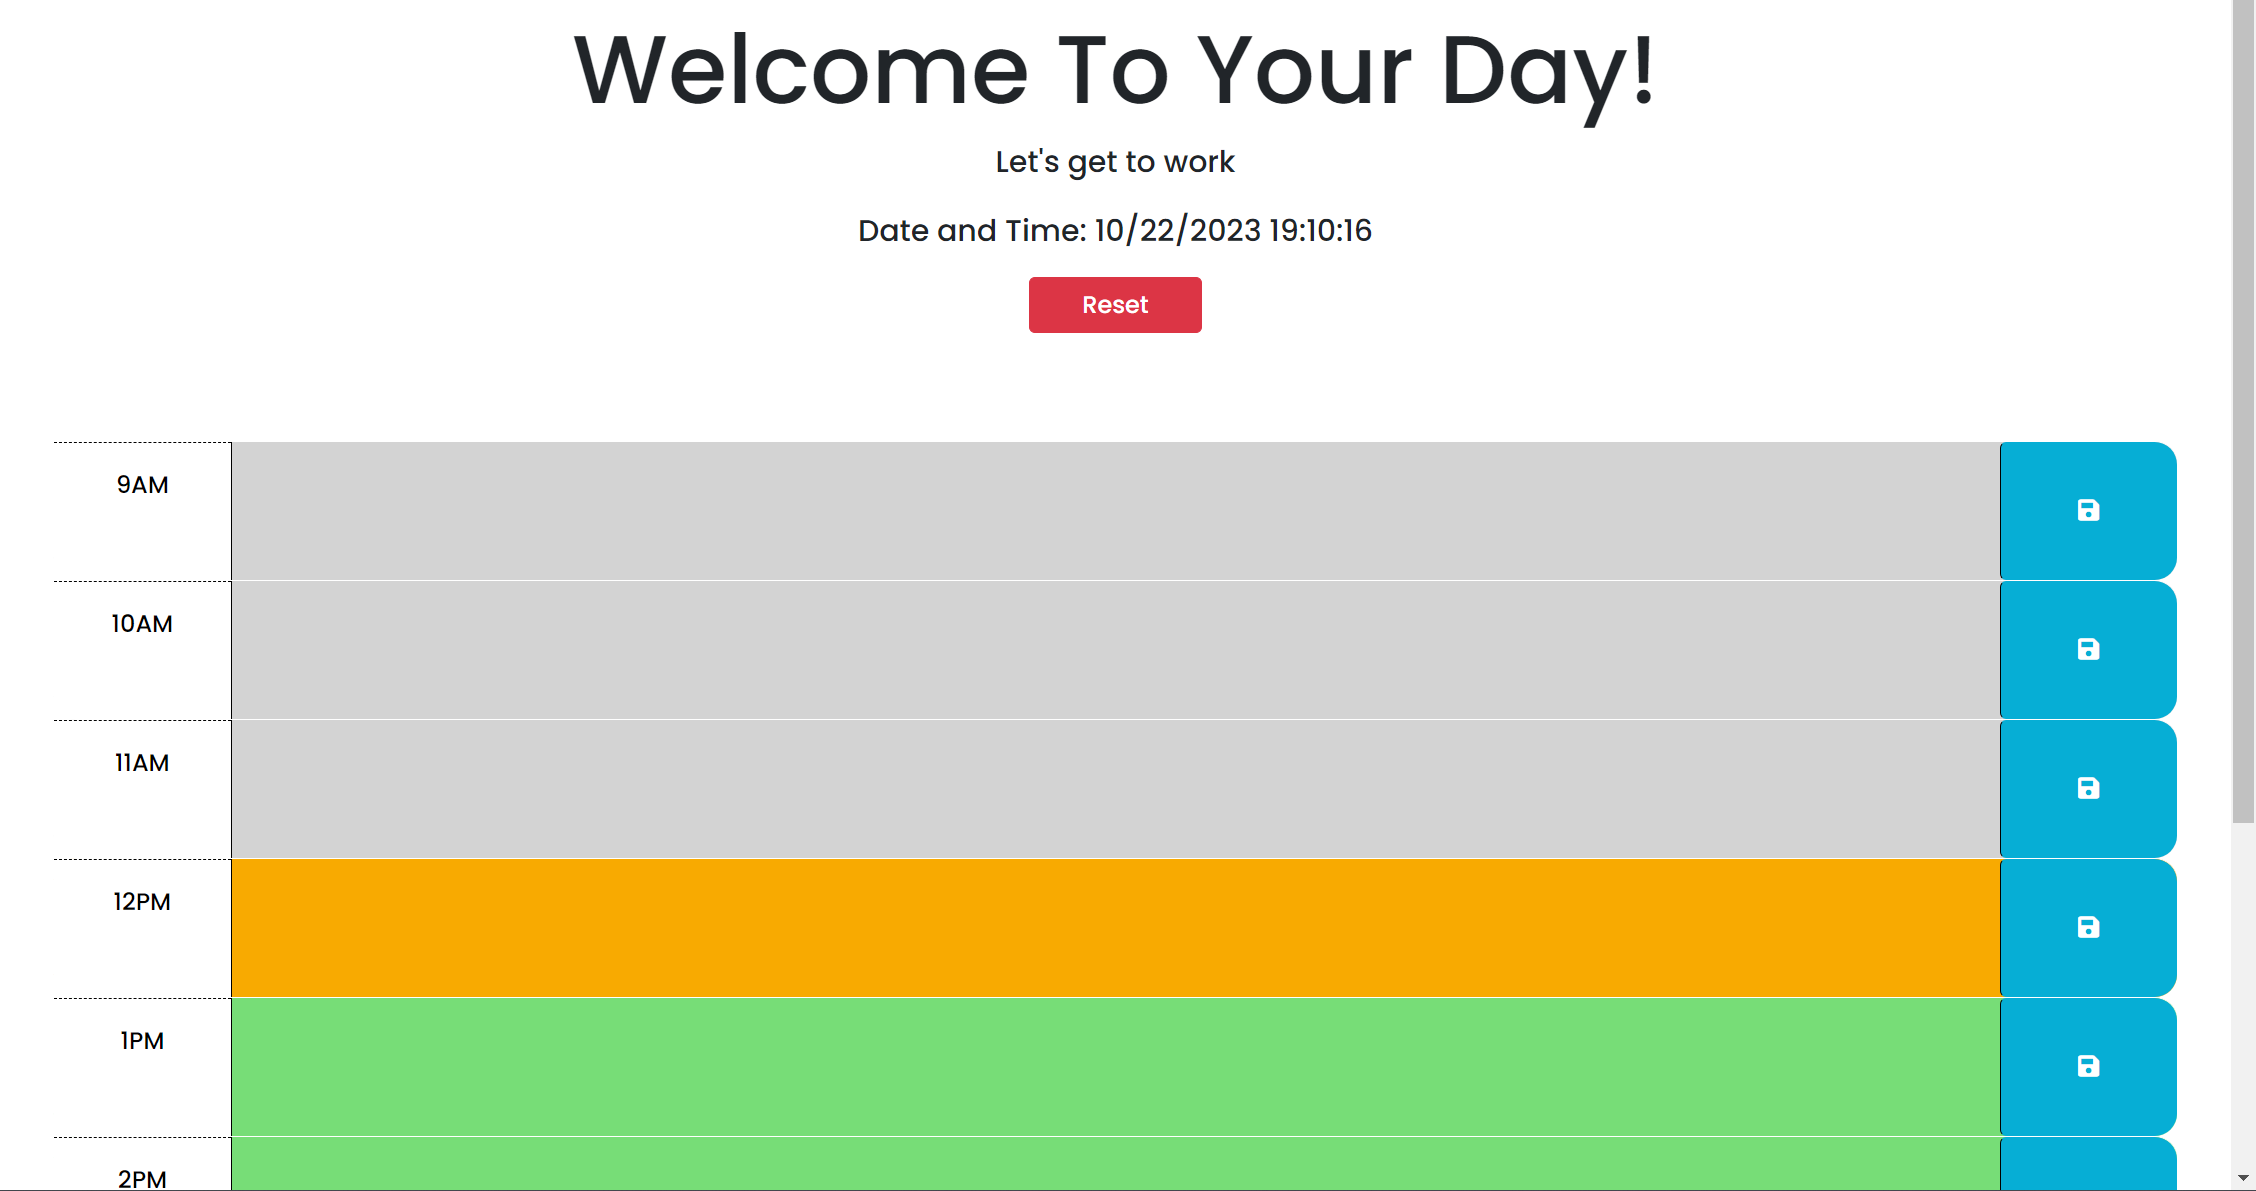 Welcome To Your Day!
Let's get to work
Date and Time: 10/22/2023 19:10:16
Reset
9AM
10AM
11AM
12PM
1PM
2PM